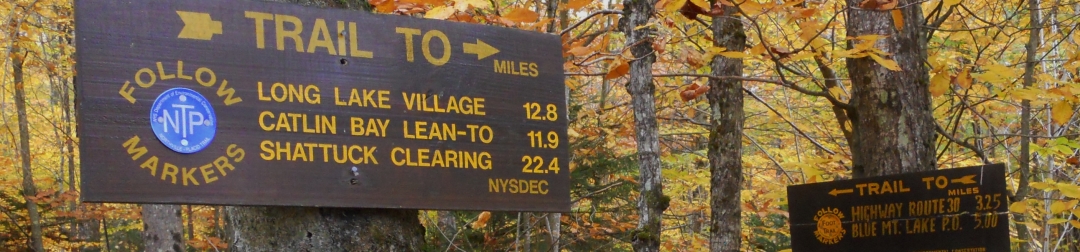 TRAIL TO
MILES
FOLLOW
NTP
MARKERS
LONG LAKE VILLAGE 12.8
CATLIN BAY LEAN-TO 11.9
SHATTUCK CLEARING 22.4
NYSDEC
TRAIL TO
MILES
FOLLOW
HIGHWAY ROUTE 30 3.25
BLUE MT. LAKE P.O. 5.00